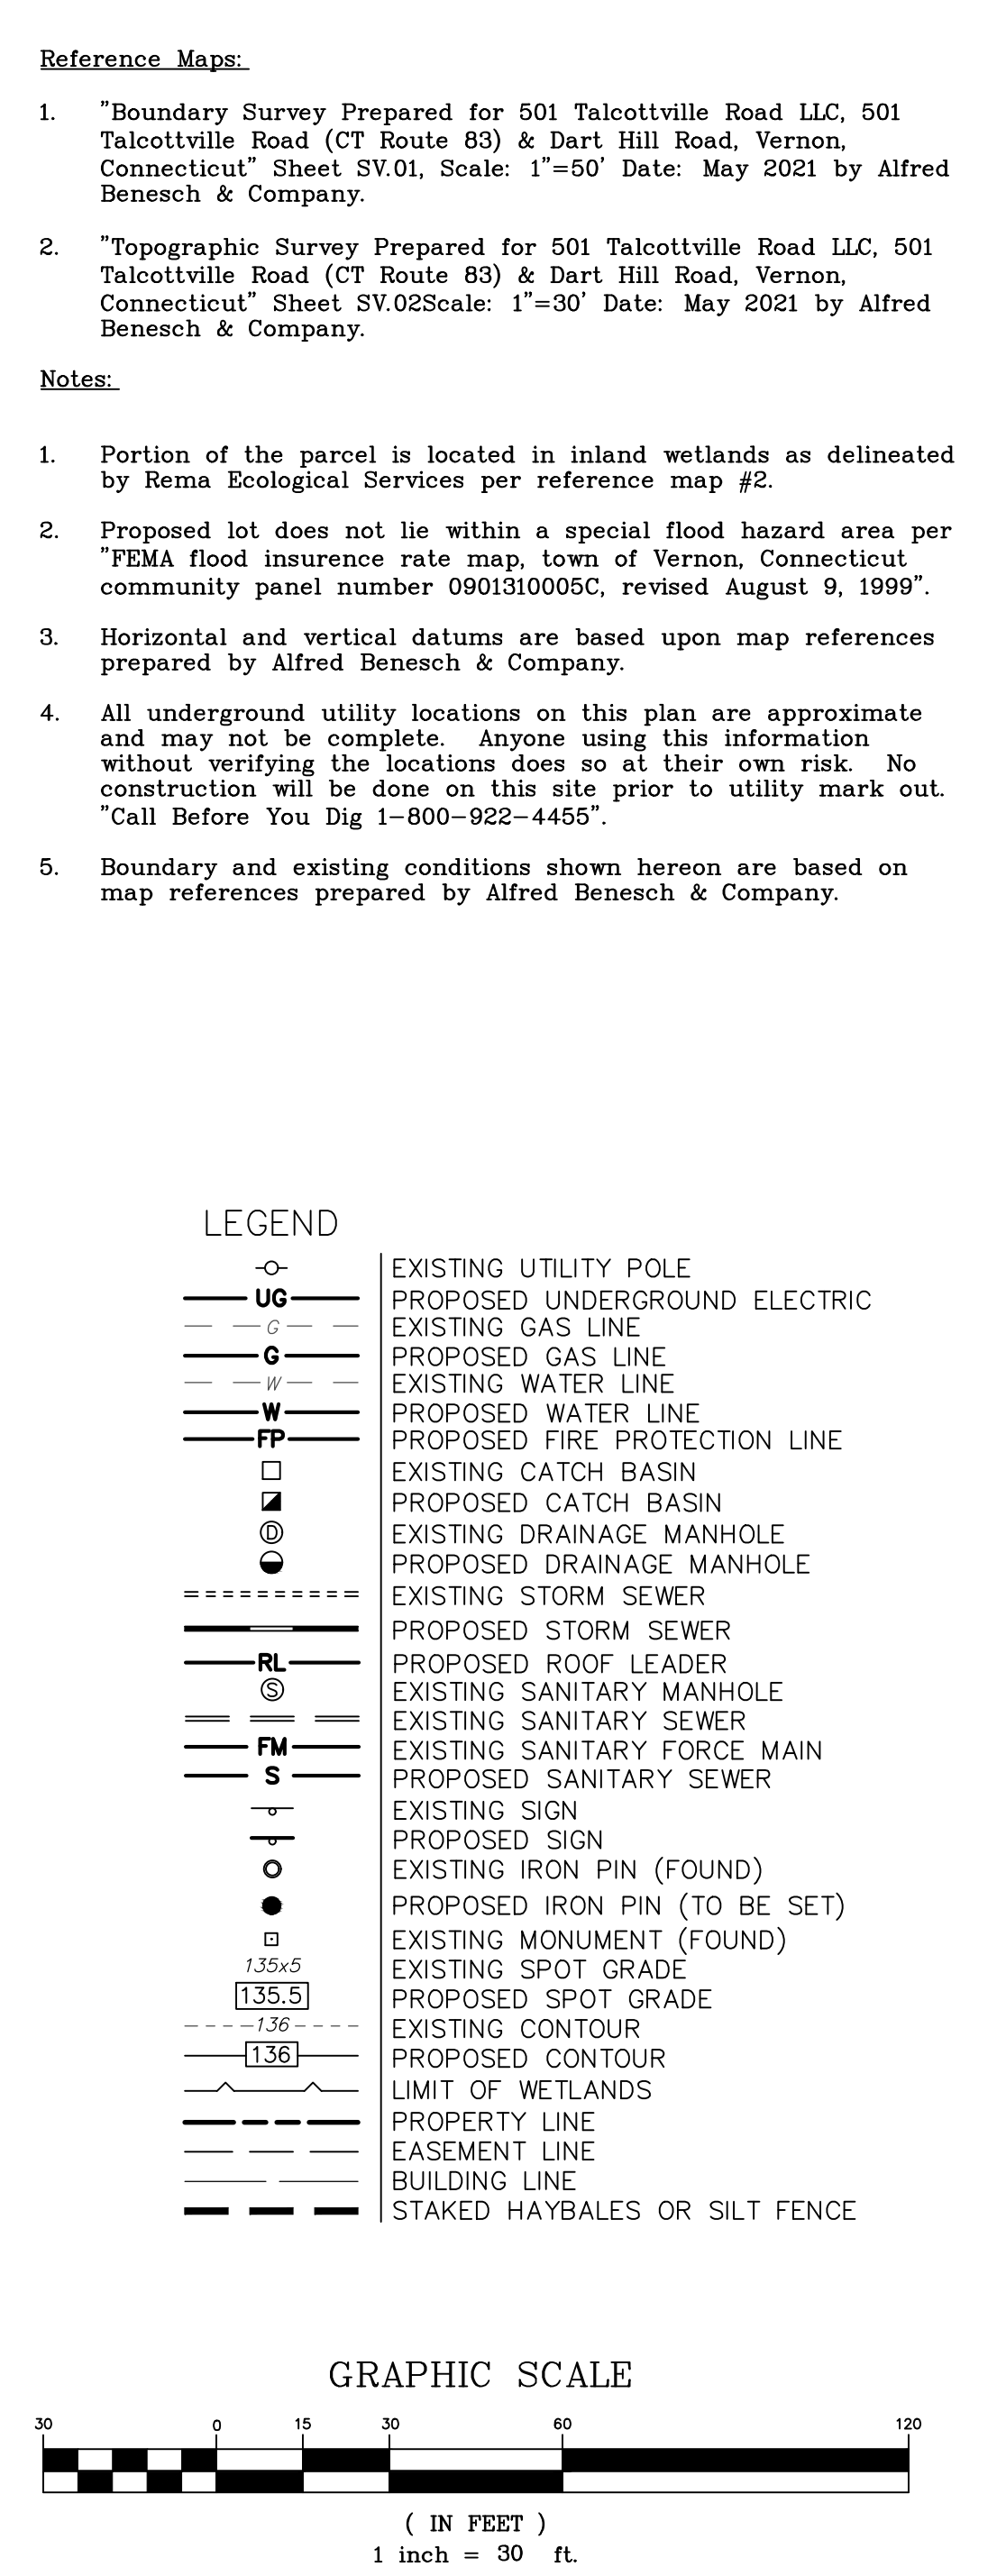 Reference Maps:
1. "Boundary Survey Prepared for 501 Talcottville Road LLC, 501
Talcottville Road (CT Route 83) & Dart Hill Road, Vernon,
Connecticut" Sheet SV.01, Scale: 1"=50' Date: May 2021 by Alfred
Benesch & Company.
2. "Topographic Survey Prepared for 501 Talcottville Road LLC, 501
Talcottville Road (CT Route 83) & Dart Hill Road, Vernon,
Connecticut" Sheet SV.02Scale: 1"=30' Date: May 2021 by Alfred
Benesch & Company.
Notes:
1. Portion of the parcel is located in inland wetlands as delineated
by Rema Ecological Services per reference map #2.
2. Proposed lot does not lie within a special flood hazard area per
"FEMA flood insurence rate map, town of Vernon, Connecticut
community panel number 0901310005C, revised August 9, 1999".
3. Horizontal and vertical datums are based upon map references
prepared by Alfred Benesch & Company.
4. All underground utility locations on this plan are approximate
and may not be complete. Anyone using this information
without verifying the locations does so at their own risk. No
construction will be done on this site prior to utility mark out.
"Call Before You Dig 1-800-922-4455".
5. Boundary and existing conditions shown hereon are based on
map references prepared by Alfred Benesch & Company.
LEGEND
EXISTING UTILITY POLE
UG PROPOSED UNDERGROUND ELECTRIC
G EXISTING GAS LINE
G PROPOSED GAS LINE
W EXISTING WATER LINE
W PROPOSED WATER LINE
FP PROPOSED FIRE PROTECTION LINE
EXISTING CATCH BASIN
PROPOSED CATCH BASIN
D EXISTING DRAINAGE MANHOLE
PROPOSED DRAINAGE MANHOLE
EXISTING STORM SEWER
PROPOSED STORM SEWER
RL PROPOSED ROOF LEADER
S EXISTING SANITARY MANHOLE
EXISTING SANITARY SEWER
FM EXISTING SANITARY FORCE MAIN
S PROPOSED SANITARY SEWER
EXISTING SIGN
PROPOSED SIGN
EXISTING IRON PIN (FOUND)
PROPOSED IRON PIN (TO BE SET)
EXISTING MONUMENT (FOUND)
135x5 EXISTING SPOT GRADE
135.5 PROPOSED SPOT GRADE
136 EXISTING CONTOUR
136 PROPOSED CONTOUR
LIMIT OF WETLANDS
PROPERTY LINE
EASEMENT LINE
BUILDING LINE
STAKED HAYBALES OR SILT FENCE
GRAPHIC SCALE
30 0 15 30 60 120
( IN FEET )
1 inch = 30 ft.